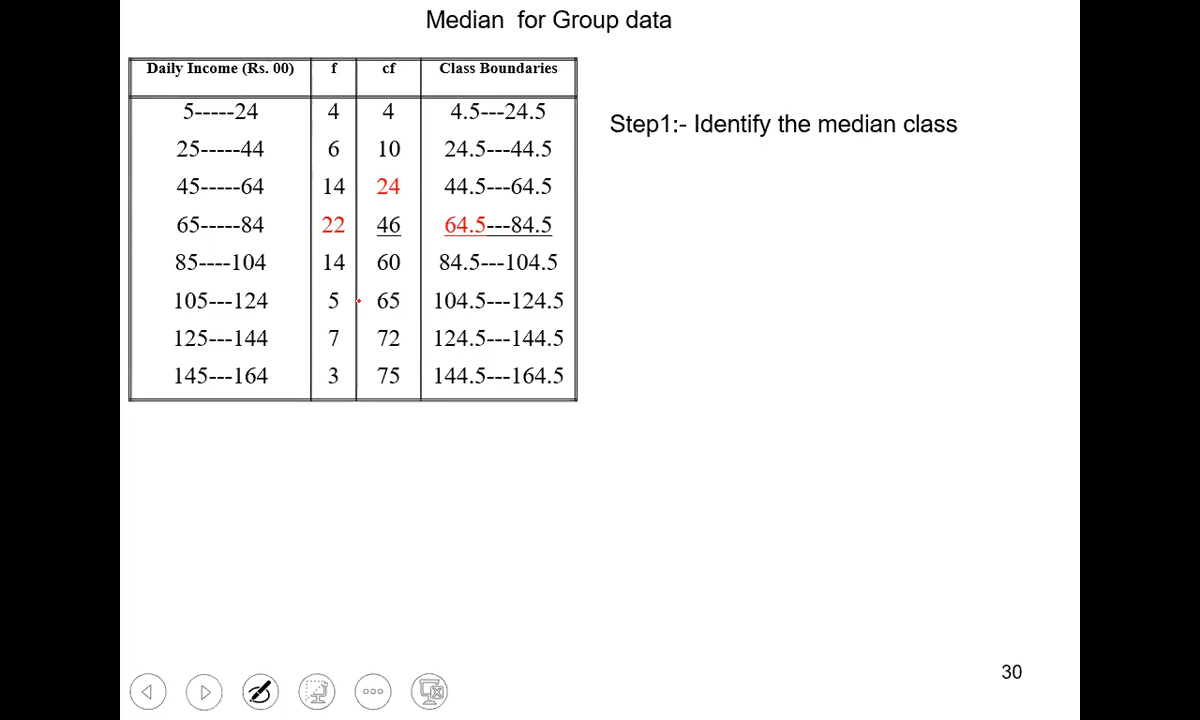 Median for Group data
Daily Income (Rs. 00) f cf Class Boundaries
5-----24 4 4 4.5---24.5
25-----44 6 10 24.5---44.5
45-----64 14 24 44.5---64.5
65-----84 22 46 64.5---84.5
85----104 14 60 84.5---104.5
105---124 5 65 104.5---124.5
125---144 7 72 124.5---144.5
145---164 3 75 144.5---164.5
Step1:- Identify the median class
30